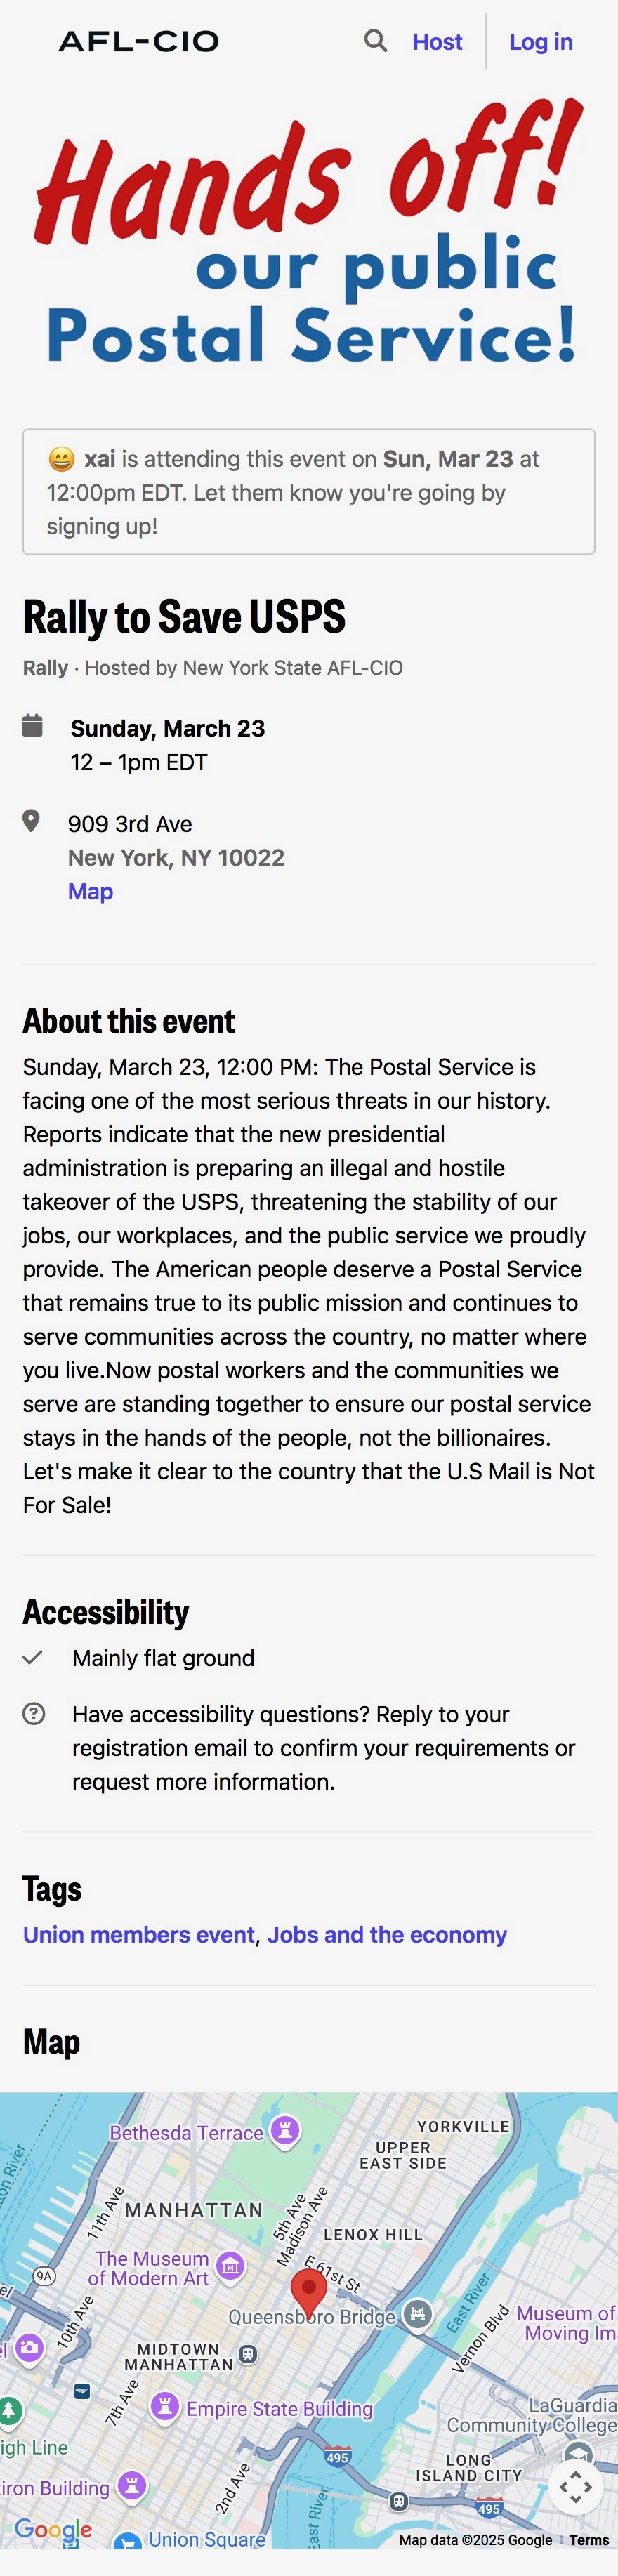 AFL-CIO
Host
Log in
Hands off!
our public
Postal Service!
😄 xai is attending this event on Sun, Mar 23 at
12:00pm EDT. Let them know you're going by
signing up!
Rally to Save USPS
Rally · Hosted by New York State AFL-CIO
Sunday, March 23
12 – 1pm EDT
909 3rd Ave
New York, NY 10022
Map
About this event
Sunday, March 23, 12:00 PM: The Postal Service is
facing one of the most serious threats in our history.
Reports indicate that the new presidential
administration is preparing an illegal and hostile
takeover of the USPS, threatening the stability of our
jobs, our workplaces, and the public service we proudly
provide. The American people deserve a Postal Service
that remains true to its public mission and continues to
serve communities across the country, no matter where
you live.Now postal workers and the communities we
serve are standing together to ensure our postal service
stays in the hands of the people, not the billionaires.
Let's make it clear to the country that the U.S Mail is Not
For Sale!
Accessibility
Mainly flat ground
Have accessibility questions? Reply to your
registration email to confirm your requirements or
request more information.
Tags
Union members event, Jobs and the economy
Map
Bethesda Terrace
YORKVILLE
UPPER
EAST SIDE
on River
11th Ave
MANHATTAN
5th Ave
Madison Ave
LENOX HILL
The Museum
of Modern Art
E 61st St
9A
el
10th Ave
Queensboro Bridge
East River
Vernon Blvd
Museum of
Moving Im
el
MIDTOWN
MANHATTAN
7th Ave
Empire State Building
LaGuardia
Community College
igh Line
495
LONG
ISLAND CITY
iron Building
2nd Ave
East River
495
Google
Union Square
Map data ©2025 Google
Terms